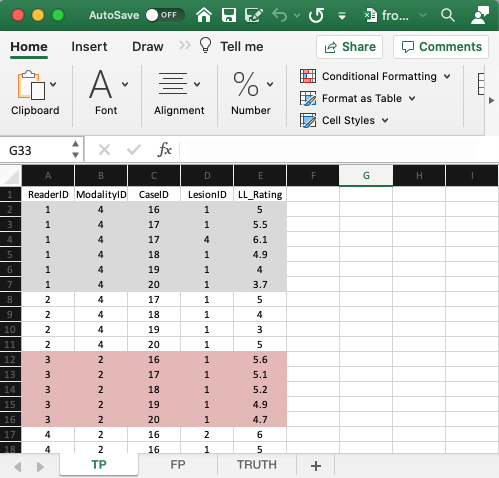 AutoSave OFF fro...
Home Insert Draw Tell me Share Comments
Clipboard Font Alignment % Number Conditional Formatting
Format as Table
Cell Styles
G33 fx
A B C D E F G H I
1 ReaderID ModalityID CaseID LesionID LL_Rating
2 1 4 16 1 5
3 1 4 17 1 5.5
4 1 4 17 4 6.1
5 1 4 18 1 4.9
6 1 4 19 1 4
7 1 4 20 1 3.7
8 2 4 17 1 5
9 2 4 18 1 4
10 2 4 19 1 3
11 2 4 20 1 5
12 3 2 16 1 5.6
13 3 2 17 1 5.1
14 3 2 18 1 5.2
15 3 2 19 1 4.9
16 3 2 20 1 4.7
17 4 2 16 2 6
18 4 2 16 1 5
TP FP TRUTH +